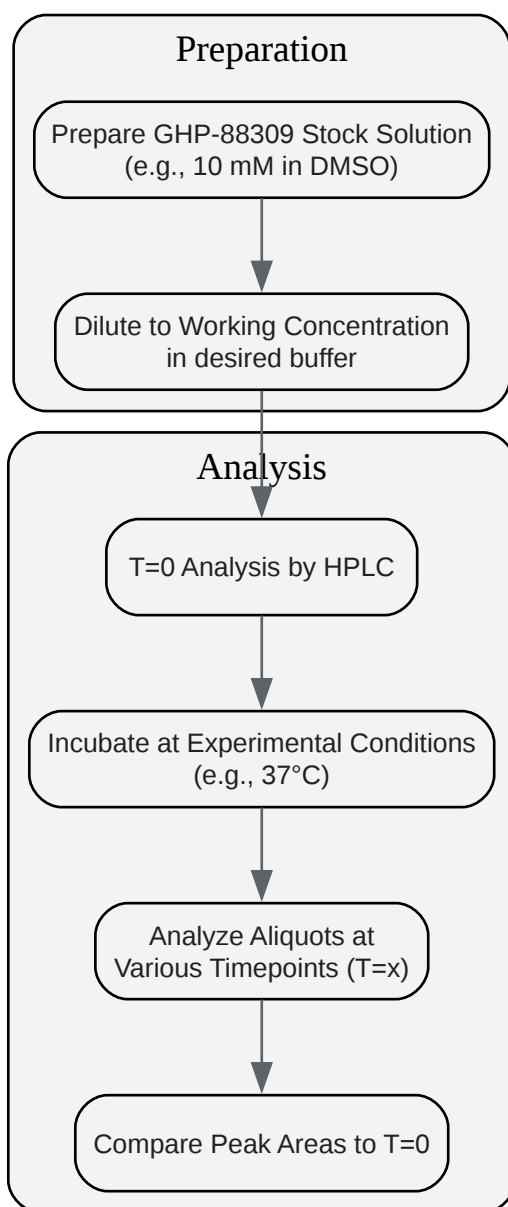 Preparation
Prepare GHP-88309 Stock Solution
(e.g., 10 mM in DMSO)
Dilute to Working Concentration
in desired buffer
Analysis
T=0 Analysis by HPLC
Incubate at Experimental Conditions
(e.g., 37°C)
Analyze Aliquots at
Various Timepoints (T=x)
Compare Peak Areas to T=0